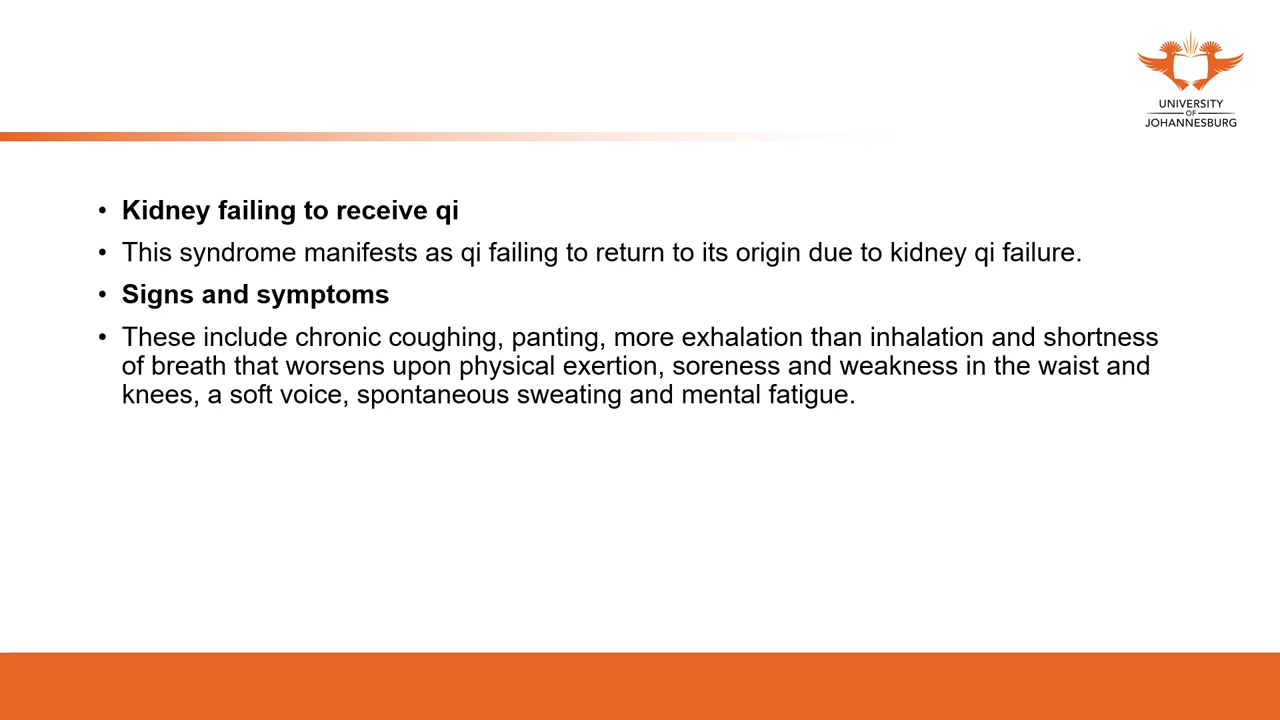 UNIVERSITY
OF
JOHANNESBURG
• Kidney failing to receive qi
• This syndrome manifests as qi failing to return to its origin due to kidney qi failure.
• Signs and symptoms
• These include chronic coughing, panting, more exhalation than inhalation and shortness
of breath that worsens upon physical exertion, soreness and weakness in the waist and
knees, a soft voice, spontaneous sweating and mental fatigue.